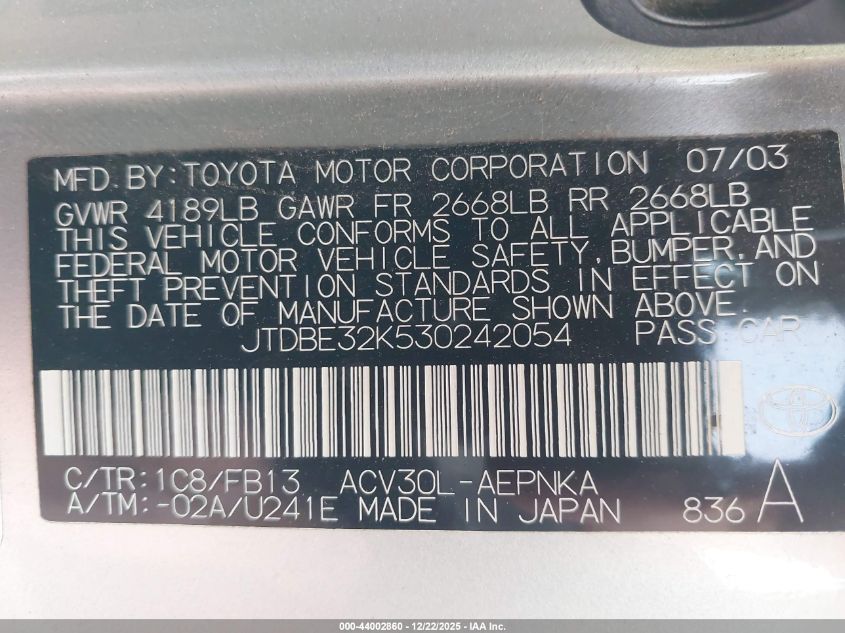 MFD.BY:TOYOTA MOTOR CORPORATION 07/03
GVWR 4189LB GAWR FR 2668LB RR 2668LB
THIS VEHICLE CONFORMS TO ALL APPLICABLE
FEDERAL MOTOR VEHICLE SAFETY,BUMPER,AND
THEFT PREVENTION STANDARDS IN EFFECT ON
THE DATE OF MANUFACTURE SHOWN ABOVE.
JTDBE32K530242054 PASS.CAR
C/TR:1C8/FB13 ACV30L-AEPNKA
A/TM:-02A/U241E MADE IN JAPAN 836 A
000-44002860 - 12/22/2025 - IAA Inc.